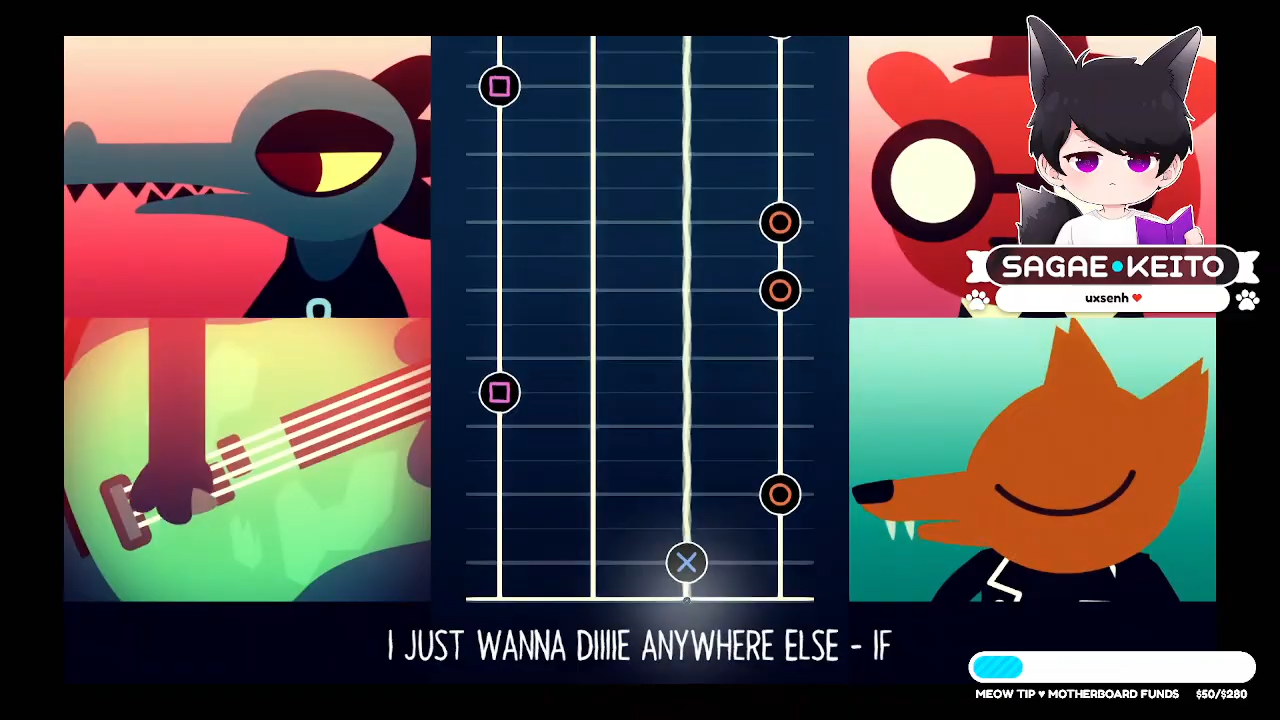 SAGAE•KEITO
uxsenh ♥
I JUST WANNA DIIIIE ANYWHERE ELSE - IF
MEOW TIP ♥ MOTHERBOARD FUNDS $50/$280